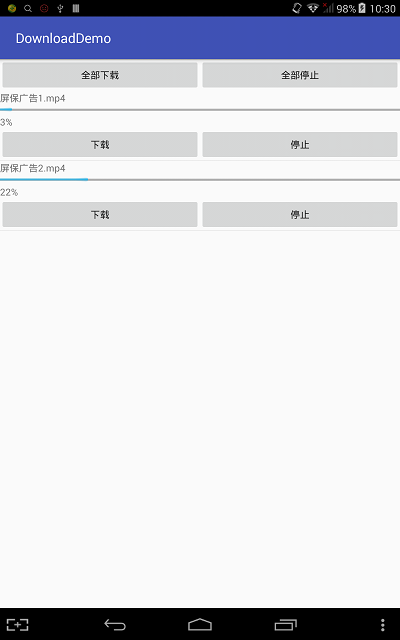 98% 10:30
DownloadDemo
全部下载 全部停止
屏保广告1.mp4
3%
下载 停止
屏保广告2.mp4
22%
下载 停止